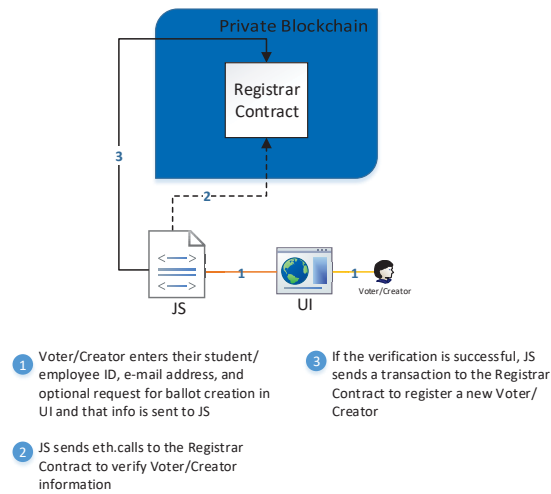 Private Blockchain
Registrar
Contract
3
2
1
1
JS
UI
Voter/Creator
1
Voter/Creator enters their student/
employee ID, e-mail address, and
optional request for ballot creation in
UI and that info is sent to JS
2
JS sends eth.calls to the Registrar
Contract to verify Voter/Creator
information
3
If the verification is successful, JS
sends a transaction to the Registrar
Contract to register a new Voter/
Creator